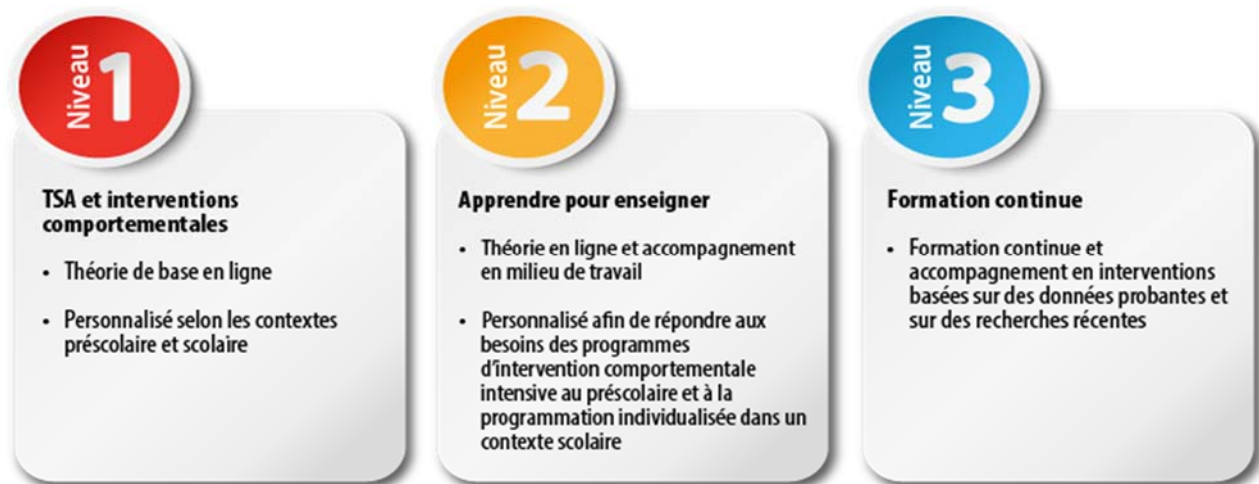 Niveau 1
TSA et interventions
comportementales
• Théorie de base en ligne
• Personnalisé selon les contextes
préscolaire et scolaire
Niveau 2
Apprendre pour enseigner
• Théorie en ligne et accompagnement
en milieu de travail
• Personnalisé afin de répondre aux
besoins des programmes
d'intervention comportementale
intensive au préscolaire et à la
programmation individualisée dans un
contexte scolaire
Niveau 3
Formation continue
• Formation continue et
accompagnement en interventions
basées sur des données probantes et
sur des recherches récentes